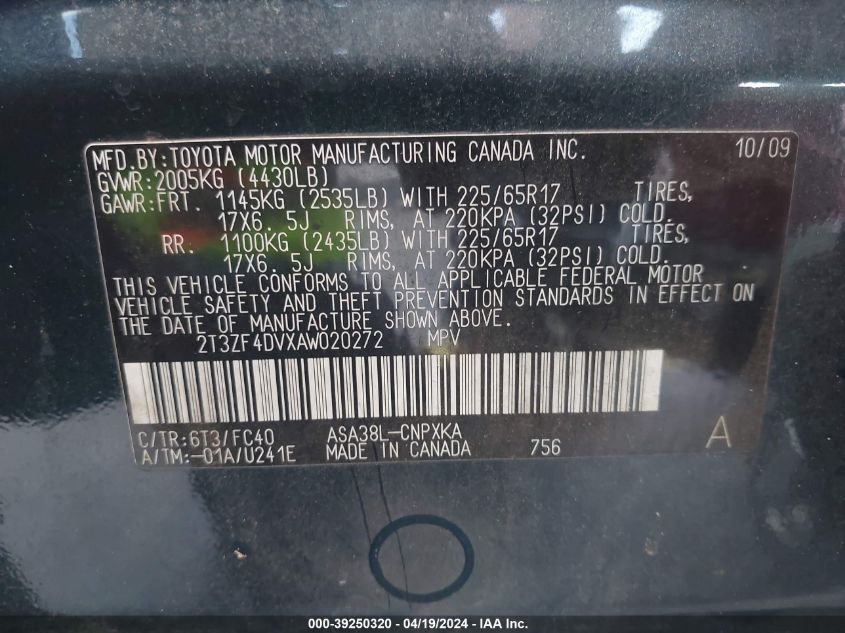 MFD.BY:TOYOTA MOTOR MANUFACTURING CANADA INC. 10/09
GVWR:2005KG (4430LB)
GAWR:FRT. 1145KG (2535LB) WITH 225/65R17 TIRES,
17X6. 5J RIMS, AT 220KPA (32PSI) COLD.
RR. 1100KG (2435LB) WITH 225/65R17 TIRES,
17X6. 5J RIMS, AT 220KPA (32PSI) COLD.
THIS VEHICLE CONFORMS TO ALL APPLICABLE FEDERAL MOTOR
VEHICLE SAFETY AND THEFT PREVENTION STANDARDS IN EFFECT ON
THE DATE OF MANUFACTURE SHOWN ABOVE.
2T3ZF4DVXAW020272 MPV
C/TR:6T3/FC40 ASA38L-CNPXKA A
A/TM:-01A/U241E MADE IN CANADA 756
000-39250320 - 04/19/2024 - IAA Inc.